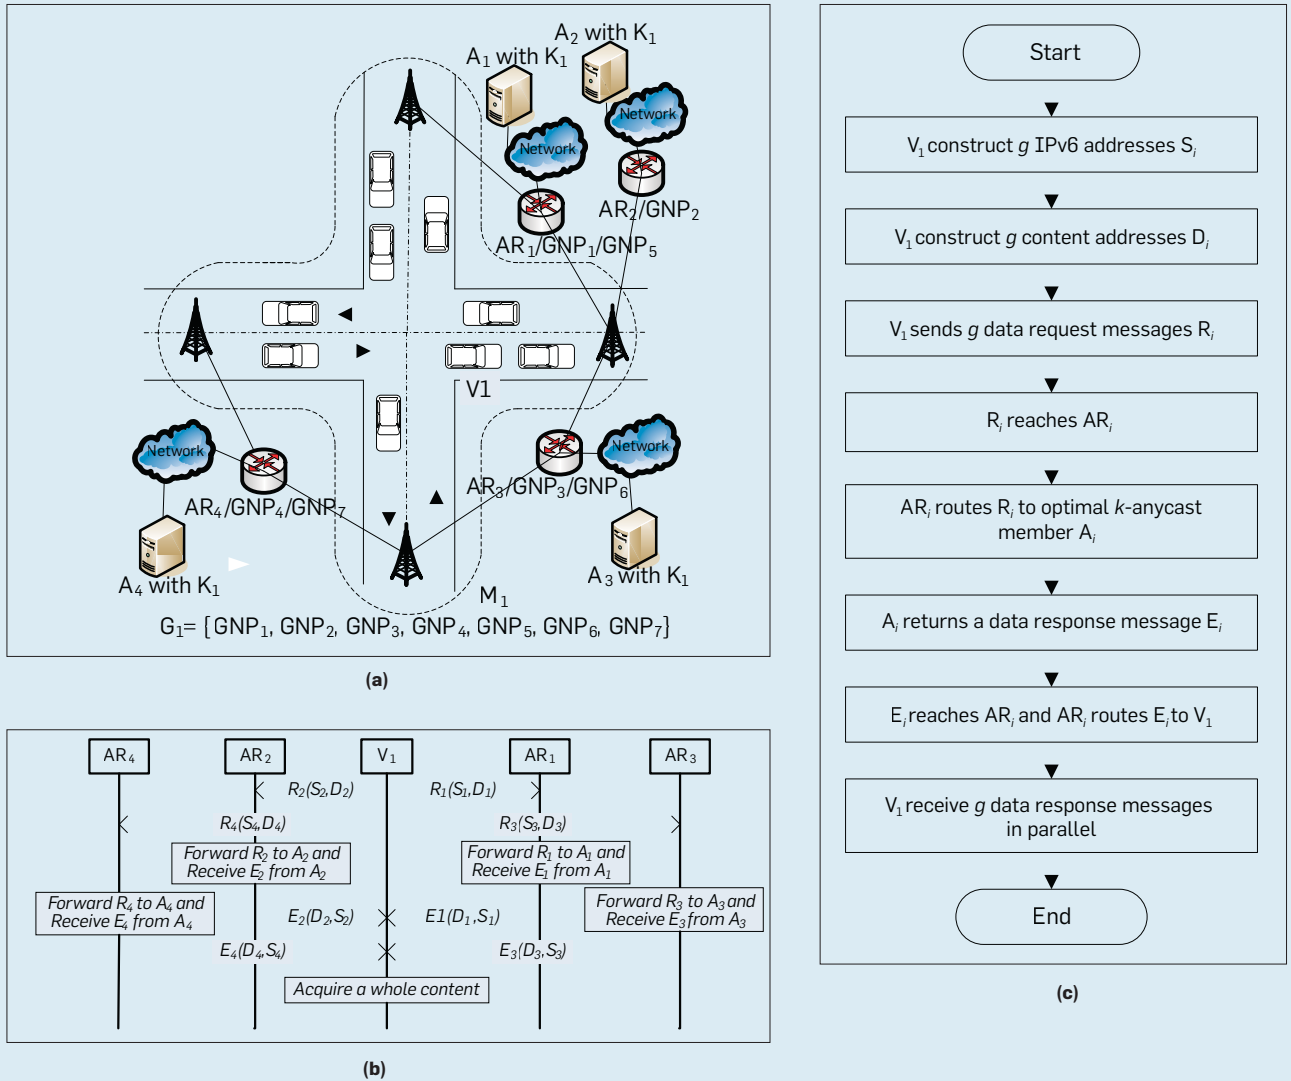 A₂ with K₁
A₁ with K₁
Network
Network
AR₂/GNP₂
AR₁/GNP₁/GNP₅
V1
Network
Network
AR₃/GNP₃/GNP₆
AR₄/GNP₄/GNP₇
A₄ with K₁
A₃ with K₁
M₁
G₁= [GNP₁, GNP₂, GNP₃, GNP₄, GNP₅, GNP₆, GNP₇}
(a)
AR₄
AR₂
V₁
AR₁
AR₃
R₂(S₂,D₂)
R₁(S₁,D₁)
R₄(S₄,D₄)
R₃(S₃,D₃)
Forward R₂ to A₂ and
Receive E₂ from A₂
Forward R₁ to A₁ and
Receive E₁ from A₁
Forward R₄ to A₄ and
Receive E₄ from A₄
Forward R₃ to A₃ and
Receive E₃ from A₃
E₂(D₂,S₂)
E1(D₁,S₁)
E₄(D₄,S₄)
E₃(D₃,S₃)
Acquire a whole content
(b)
Start
V₁ construct g IPv6 addresses Sᵢ
V₁ construct g content addresses Dᵢ
V₁ sends g data request messages Rᵢ
Rᵢ reaches ARᵢ
ARᵢ routes Rᵢ to optimal k-anycast
member Aᵢ
Aᵢ returns a data response message Eᵢ
Eᵢ reaches ARᵢ and ARᵢ routes Eᵢ to V₁
V₁ receive g data response messages
in parallel
End
(c)